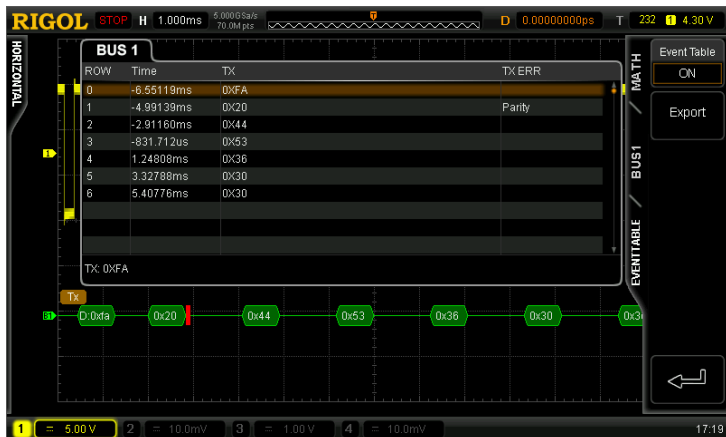 RIGOL STOP H 1.000ms 5.000GSa/s 70.0Mpts D 0.00000000ps T 232 1 4.30 V
HORIZONTAL
BUS 1
ROW Time TX TX ERR
0 -6.55119ms 0XFA
1 -4.99139ms 0X20 Parity
2 -2.91160ms 0X44
3 -831.712us 0X53
4 1.24808ms 0X36
5 3.32788ms 0X30
6 5.40776ms 0X30
TX: 0XFA
MATH
BUS1
EVENTTABLE
Event Table
ON
Export
Tx
B1 D:0xfa 0x20 0x44 0x53 0x36 0x30
1 = 5.00 V 2 = 10.0mV 3 = 1.00 V 4 = 10.0mV 17:19